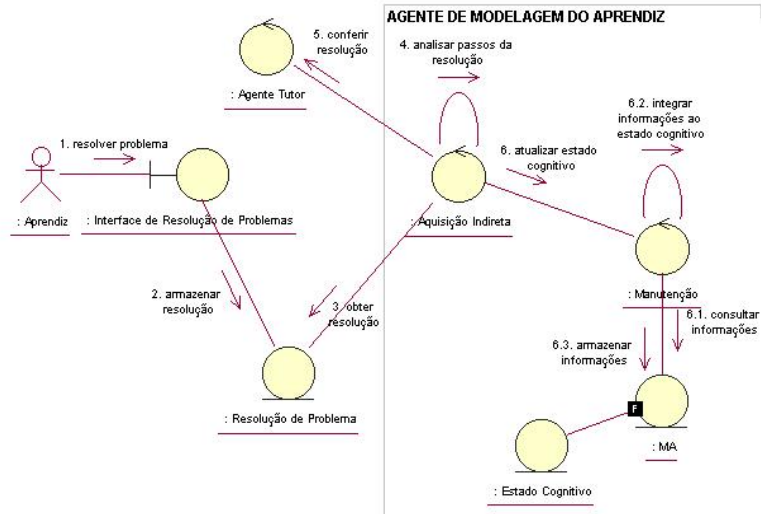 AGENTE DE MODELAGEM DO APRENDIZ
5. conferir
resolução
: Agente Tutor
4. analisar passos da
resolução
6.2. integrar
informações ao
estado cognitivo
1. resolver problema
6. atualizar estado
cognitivo
: Aprendiz
: Interface de Resolução de Problemas
: Aquisição Indireta
2. armazenar
resolução
3. obter
resolução
: Manutenção
6.1. consultar
informações
6.3. armazenar
informações
: Resolução de Problema
F
: MA
: Estado Cognitivo